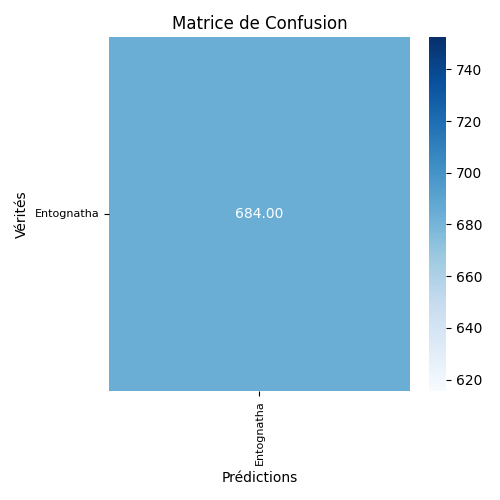 Matrice de Confusion
Vérités
Entognatha
684.00
740
720
700
680
660
640
620
Entognatha
Prédictions